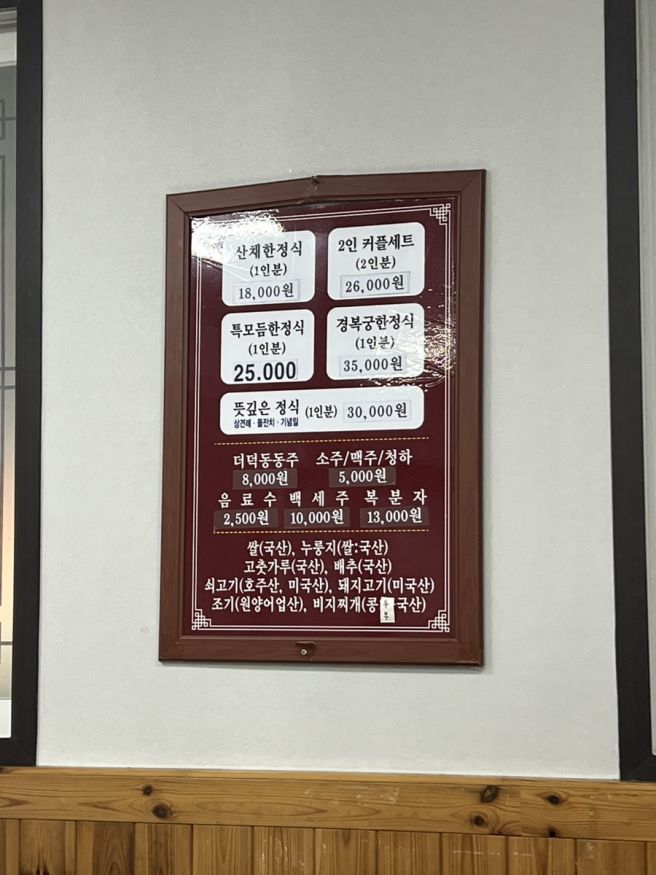 산채한정식
(1인분)
18,000원
2인 커플세트
(2인분)
26,000원
특모듬한정식
(1인분)
25.000
경복궁한정식
(1인분)
35,000원
뜻깊은 정식 (1인분) 30,000원
상견례·돌잔치·기념일
더덕동동주 소주/맥주/청하
8,000원 5,000원
음료수 백세주 복분자
2,500원 10,000원 13,000원
쌀(국산), 누룽지(쌀:국산)
고춧가루(국산), 배추(국산)
쇠고기(호주산, 미국산), 돼지고기(미국산)
조기(원양어업산), 비지찌개(콩 국산)